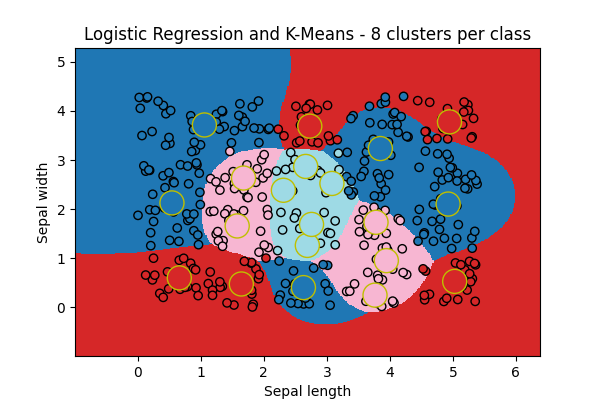 Logistic Regression and K-Means - 8 clusters per class
5
4
3
2
1
0
Sepal width
0 1 2 3 4 5 6
Sepal length